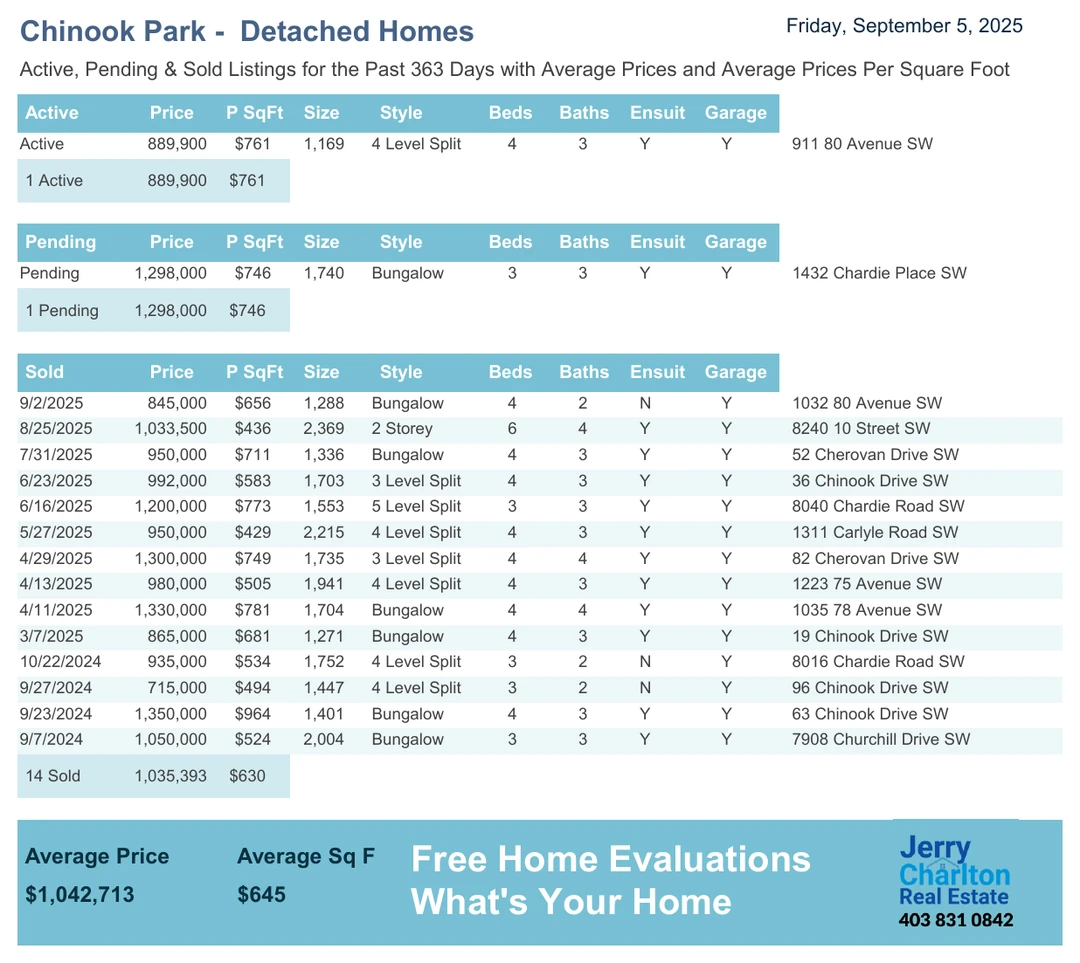 Chinook Park - Detached Homes
Friday, September 5, 2025
Active, Pending & Sold Listings for the Past 363 Days with Average Prices and Average Prices Per Square Foot
Active Price P SqFt Size Style Beds Baths Ensuit Garage
Active 889,900 $761 1,169 4 Level Split 4 3 Y Y 911 80 Avenue SW
1 Active 889,900 $761
Pending Price P SqFt Size Style Beds Baths Ensuit Garage
Pending 1,298,000 $746 1,740 Bungalow 3 3 Y Y 1432 Chardie Place SW
1 Pending 1,298,000 $746
Sold Price P SqFt Size Style Beds Baths Ensuit Garage
9/2/2025 845,000 $656 1,288 Bungalow 4 2 N Y 1032 80 Avenue SW
8/25/2025 1,033,500 $436 2,369 2 Storey 6 4 Y Y 8240 10 Street SW
7/31/2025 950,000 $711 1,336 Bungalow 4 3 Y Y 52 Cherovan Drive SW
6/23/2025 992,000 $583 1,703 3 Level Split 4 3 Y Y 36 Chinook Drive SW
6/16/2025 1,200,000 $773 1,553 5 Level Split 3 3 Y Y 8040 Chardie Road SW
5/27/2025 950,000 $429 2,215 4 Level Split 4 3 Y Y 1311 Carlyle Road SW
4/29/2025 1,300,000 $749 1,735 3 Level Split 4 4 Y Y 82 Cherovan Drive SW
4/13/2025 980,000 $505 1,941 4 Level Split 4 3 Y Y 1223 75 Avenue SW
4/11/2025 1,330,000 $781 1,704 Bungalow 4 4 Y Y 1035 78 Avenue SW
3/7/2025 865,000 $681 1,271 Bungalow 4 3 Y Y 19 Chinook Drive SW
10/22/2024 935,000 $534 1,752 4 Level Split 3 2 N Y 8016 Chardie Road SW
9/27/2024 715,000 $494 1,447 4 Level Split 3 2 N Y 96 Chinook Drive SW
9/23/2024 1,350,000 $964 1,401 Bungalow 4 3 Y Y 63 Chinook Drive SW
9/7/2024 1,050,000 $524 2,004 Bungalow 3 3 Y Y 7908 Churchill Drive SW
14 Sold 1,035,393 $630
Average Price Average Sq F
$1,042,713 $645
Free Home Evaluations
What's Your Home
Jerry
Charlton
Real Estate
403 831 0842